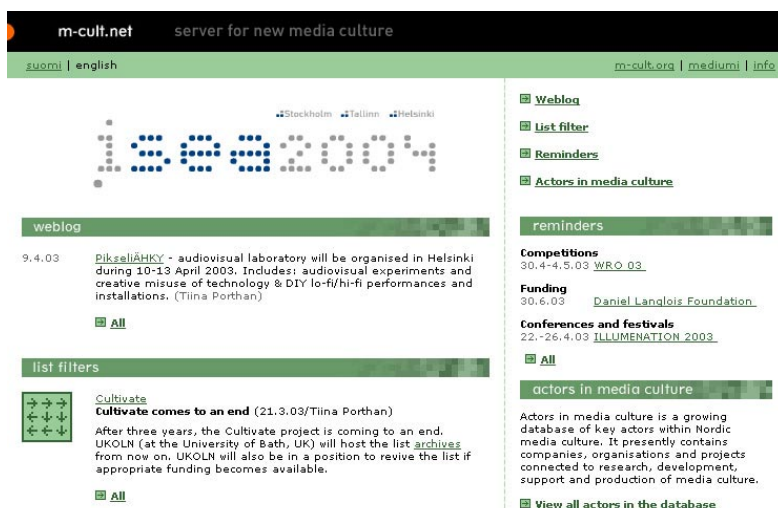 m-cult.net server for new media culture
suomi | english
m-cult.org | mediumi | info
Stockholm Tallinn Helsinki
isea2004
weblog
9.4.03 PikseliÄHKY - audiovisual laboratory will be organised in Helsinki
during 10-13 April 2003. Includes: audiovisual experiments and
creative misuse of technology & DIY lo-fi/hi-fi performances and
installations. (Tiina Porthan)
All
list filters
Cultivate
Cultivate comes to an end (21.3.03/Tiina Porthan)
After three years, the Cultivate project is coming to an end.
UKOLN (at the University of Bath, UK) will host the list archives
from now on. UKOLN will also be in a position to revive the list if
appropriate funding becomes available.
All
Weblog
List filter
Reminders
Actors in media culture
reminders
Competitions
30.4-4.5.03 WRO 03
Funding
30.6.03 Daniel Langlois Foundation
Conferences and festivals
22.-26.4.03 ILLUMENATION 2003
All
actors in media culture
Actors in media culture is a growing
database of key actors within Nordic
media culture. It presently contains
companies, organisations and projects
connected to research, development,
support and production of media culture.
View all actors in the database